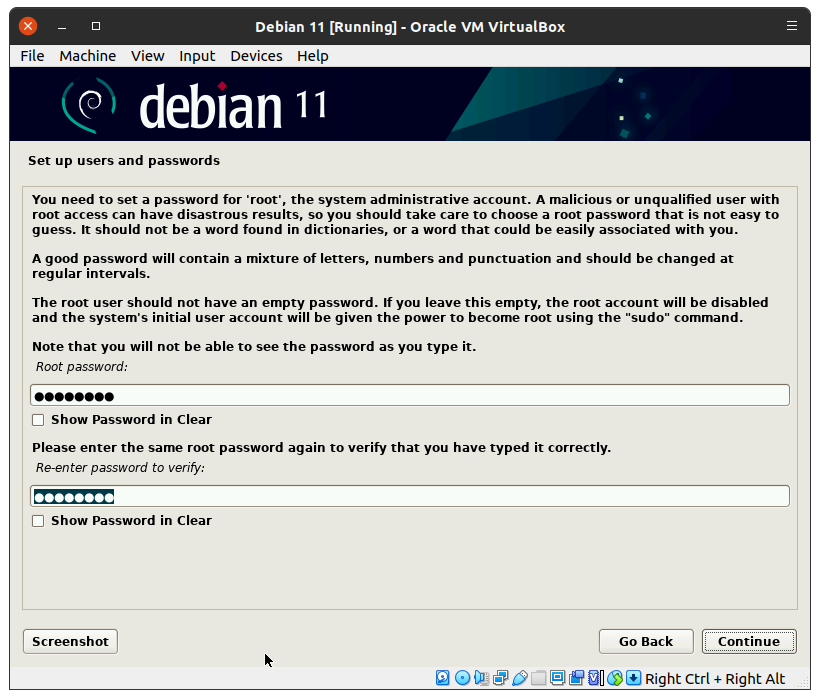 Debian 11 [Running] - Oracle VM VirtualBox
File Machine View Input Devices Help
debian 11
Set up users and passwords
You need to set a password for 'root', the system administrative account. A malicious or unqualified user with
root access can have disastrous results, so you should take care to choose a root password that is not easy to
guess. It should not be a word found in dictionaries, or a word that could be easily associated with you.
A good password will contain a mixture of letters, numbers and punctuation and should be changed at
regular intervals.
The root user should not have an empty password. If you leave this empty, the root account will be disabled
and the system's initial user account will be given the power to become root using the "sudo" command.
Note that you will not be able to see the password as you type it.
Root password:
●●●●●●●●
Show Password in Clear
Please enter the same root password again to verify that you have typed it correctly.
Re-enter password to verify:
●●●●●●●●
Show Password in Clear
Screenshot Go Back Continue
Right Ctrl + Right Alt